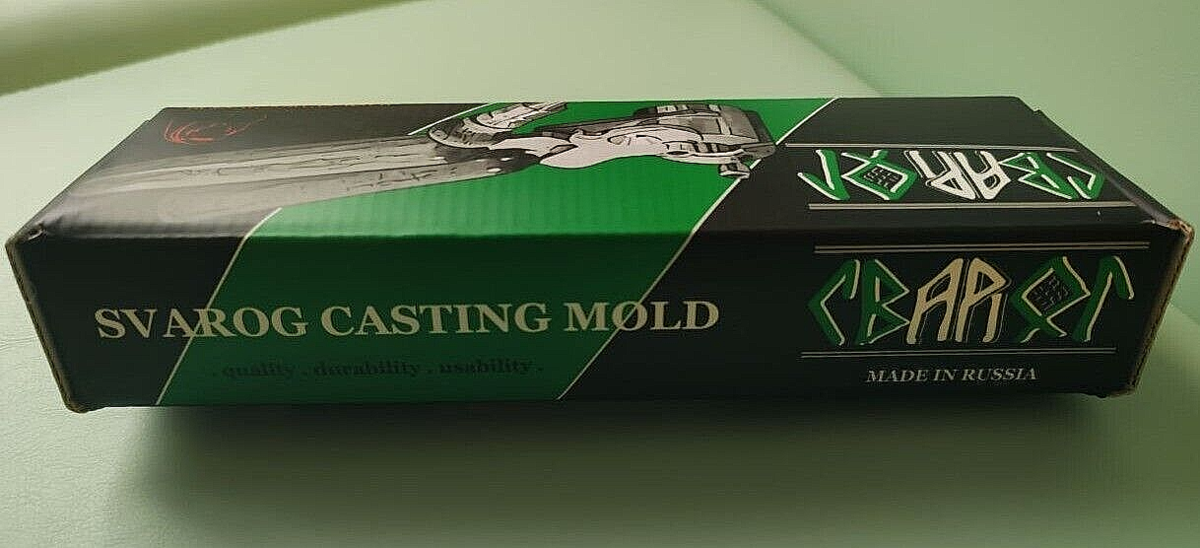 СВАРОГ
SVAROG CASTING MOLD
. quality . durability . usability .
СВАРОГ
MADE IN RUSSIA